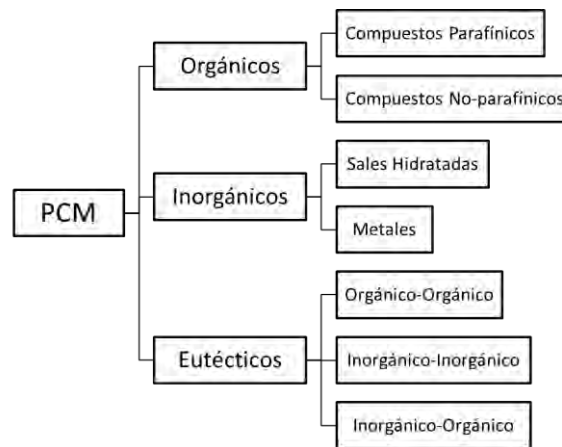 PCM
Orgánicos
Compuestos Parafínicos
Compuestos No-parafínicos
Inorgánicos
Sales Hidratadas
Metales
Eutécticos
Orgánico-Orgánico
Inorgánico-Inorgánico
Inorgánico-Orgánico